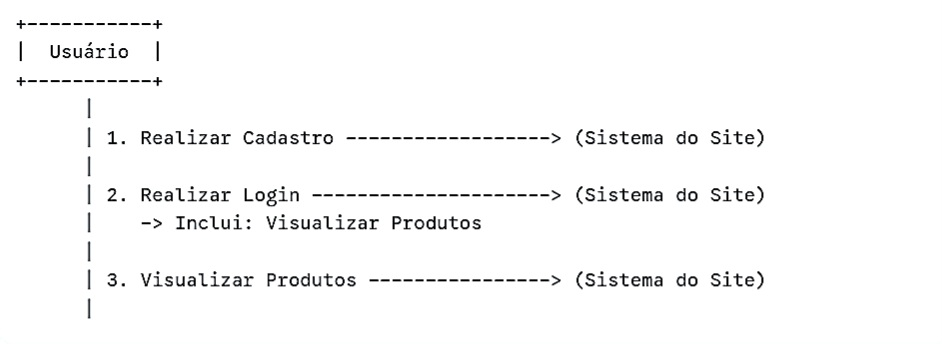 +-----------+
|  Usuário  |
+-----------+
      |
      | 1. Realizar Cadastro ------------------> (Sistema do Site)
      |
      | 2. Realizar Login ---------------------> (Sistema do Site)
      |    -> Inclui: Visualizar Produtos
      |
      | 3. Visualizar Produtos ----------------> (Sistema do Site)
      |